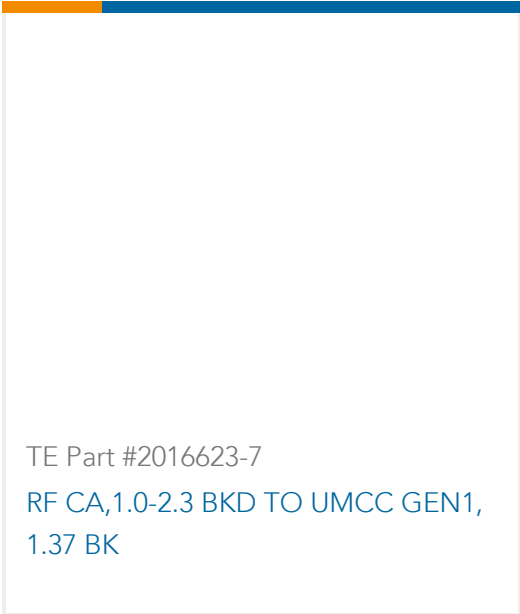 TE Part #2016623-7
RF CA,1.0-2.3 BKD TO UMCC GEN1,
1.37 BK